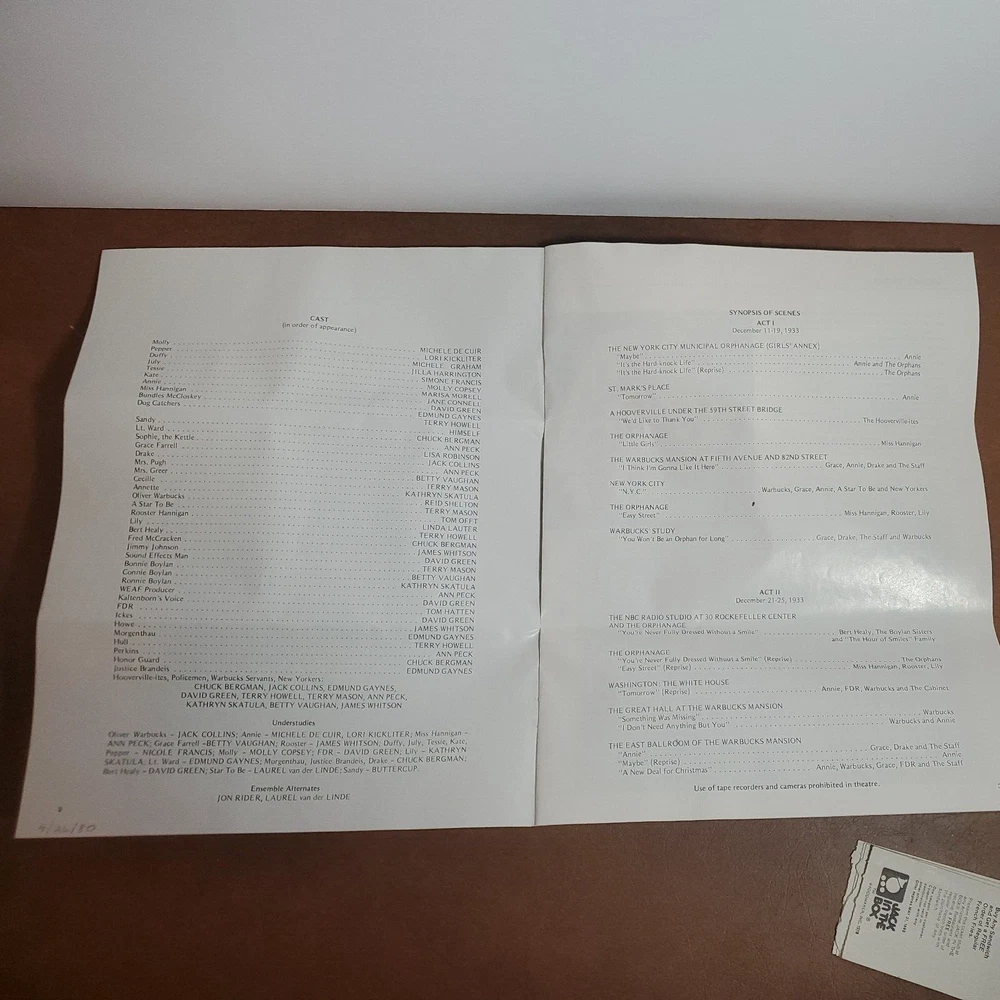 CAST
(in order of appearance)
Molly MICHELE DE CUIR
Pepper LORI KICKLITER
Duffy MICHELE GRAHAM
July JILLA HARRINGTON
Tessie SIMONE FRANCIS
Kate MOLLY COPSEY
Annie MARISA MORELL
Miss Hannigan JANE CONNELL
Bundles McCloskey DAVID GREEN
Dog Catchers EDMUND GAYNES
TERRY HOWELL
Sandy HIMSELF
Lt. Ward CHUCK BERGMAN
Sophie, the Kettle ANN PECK
Grace Farrell LISA ROBINSON
Drake JACK COLLINS
Mrs. Pugh ANN PECK
Mrs. Greer BETTY VAUGHAN
Cecille TERRY MASON
Annette KATHRYN SKATULA
Oliver Warbucks REID SHELTON
A Star To Be TERRY MASON
Rooster Hannigan TOM OFFT
Lily LINDA LAUTER
Bert Healy TERRY HOWELL
Fred McCracken CHUCK BERGMAN
Jimmy Johnson JAMES WHITSON
Sound Effects Man DAVID GREEN
Bonnie Boylan TERRY MASON
Connie Boylan BETTY VAUGHAN
Ronnie Boylan KATHRYN SKATULA
WEAF Producer ANN PECK
Kaltenborn's Voice DAVID GREEN
FDR TOM HATTEN
Ickes DAVID GREEN
Howe JAMES WHITSON
Morgenthau EDMUND GAYNES
Hull TERRY HOWELL
Perkins ANN PECK
Honor Guard CHUCK BERGMAN
Justice Brandeis EDMUND GAYNES
Hooverville-ites, Policemen, Warbucks Servants, New Yorkers:
CHUCK BERGMAN, JACK COLLINS, EDMUND GAYNES,
DAVID GREEN, TERRY HOWELL, TERRY MASON, ANN PECK,
KATHRYN SKATULA, BETTY VAUGHAN, JAMES WHITSON
Understudies
Oliver Warbucks – JACK COLLINS; Annie – MICHELE DE CUIR, LORI KICKLITER; Miss Hannigan –
ANN PECK; Grace Farrell –BETTY VAUGHAN; Rooster – JAMES WHITSON; Duffy, July, Tessie, Kate,
Pepper – NICOLE FRANCIS; Molly – MOLLY COPSEY; FDR – DAVID GREEN; Lily – KATHRYN
SKATULA; Lt. Ward – EDMUND GAYNES; Morgenthau, Justice Brandeis, Drake – CHUCK BERGMAN;
Bert Healy – DAVID GREEN; Star To Be – LAUREL van der LINDE; Sandy – BUTTERCUP.
Ensemble Alternates
JON RIDER, LAUREL van der LINDE
4/26/80
SYNOPSIS OF SCENES
ACT I
December 11-19, 1933
THE NEW YORK CITY MUNICIPAL ORPHANAGE (GIRLS' ANNEX)
"Maybe" Annie
"It's the Hard-knock Life" Annie and The Orphans
"It's the Hard-knock Life" (Reprise) The Orphans
ST. MARK'S PLACE
"Tomorrow" Annie
A HOOVERVILLE UNDER THE 59TH STREET BRIDGE
"We'd Like to Thank You" The Hooverville-ites
THE ORPHANAGE
"Little Girls" Miss Hannigan
THE WARBUCKS MANSION AT FIFTH AVENUE AND 82ND STREET
"I Think I'm Gonna Like It Here" Grace, Annie, Drake and The Staff
NEW YORK CITY
"N.Y.C." Warbucks, Grace, Annie, A Star To Be and New Yorkers
THE ORPHANAGE
"Easy Street" Miss Hannigan, Rooster, Lily
WARBUCKS' STUDY
"You Won't Be an Orphan for Long" Grace, Drake, The Staff and Warbucks
ACT II
December 21-25, 1933
THE NBC RADIO STUDIO AT 30 ROCKEFELLER CENTER
AND THE ORPHANAGE
"You're Never Fully Dressed Without a Smile" Bert Healy, The Boylan Sisters
and "The Hour of Smiles" Family
THE ORPHANAGE
"You're Never Fully Dressed Without a Smile" (Reprise) The Orphans
"Easy Street" (Reprise) Miss Hannigan, Rooster, Lily
WASHINGTON: THE WHITE HOUSE
"Tomorrow" (Reprise) Annie, FDR, Warbucks and The Cabinet
THE GREAT HALL AT THE WARBUCKS MANSION
"Something Was Missing" Warbucks
"I Don't Need Anything But You" Warbucks and Annie
THE EAST BALLROOM OF THE WARBUCKS MANSION
"Annie" Grace, Drake and The Staff
"Maybe" (Reprise) Annie
"A New Deal for Christmas" Annie, Warbucks, Grace, FDR and The Staff
Use of tape recorders and cameras prohibited in theatre.
Buy Any Sandwich
and Get a FREE
Order of Regular
French Fries.
JACK
IN THE
BOX